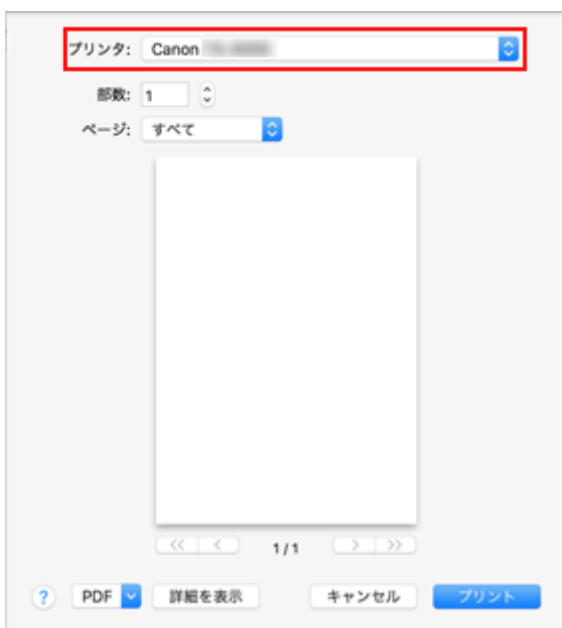 プリンタ: Canon
部数: 1
ページ: すべて
<< < 1/1 > >>
? PDF 詳細を表示 キャンセル プリント